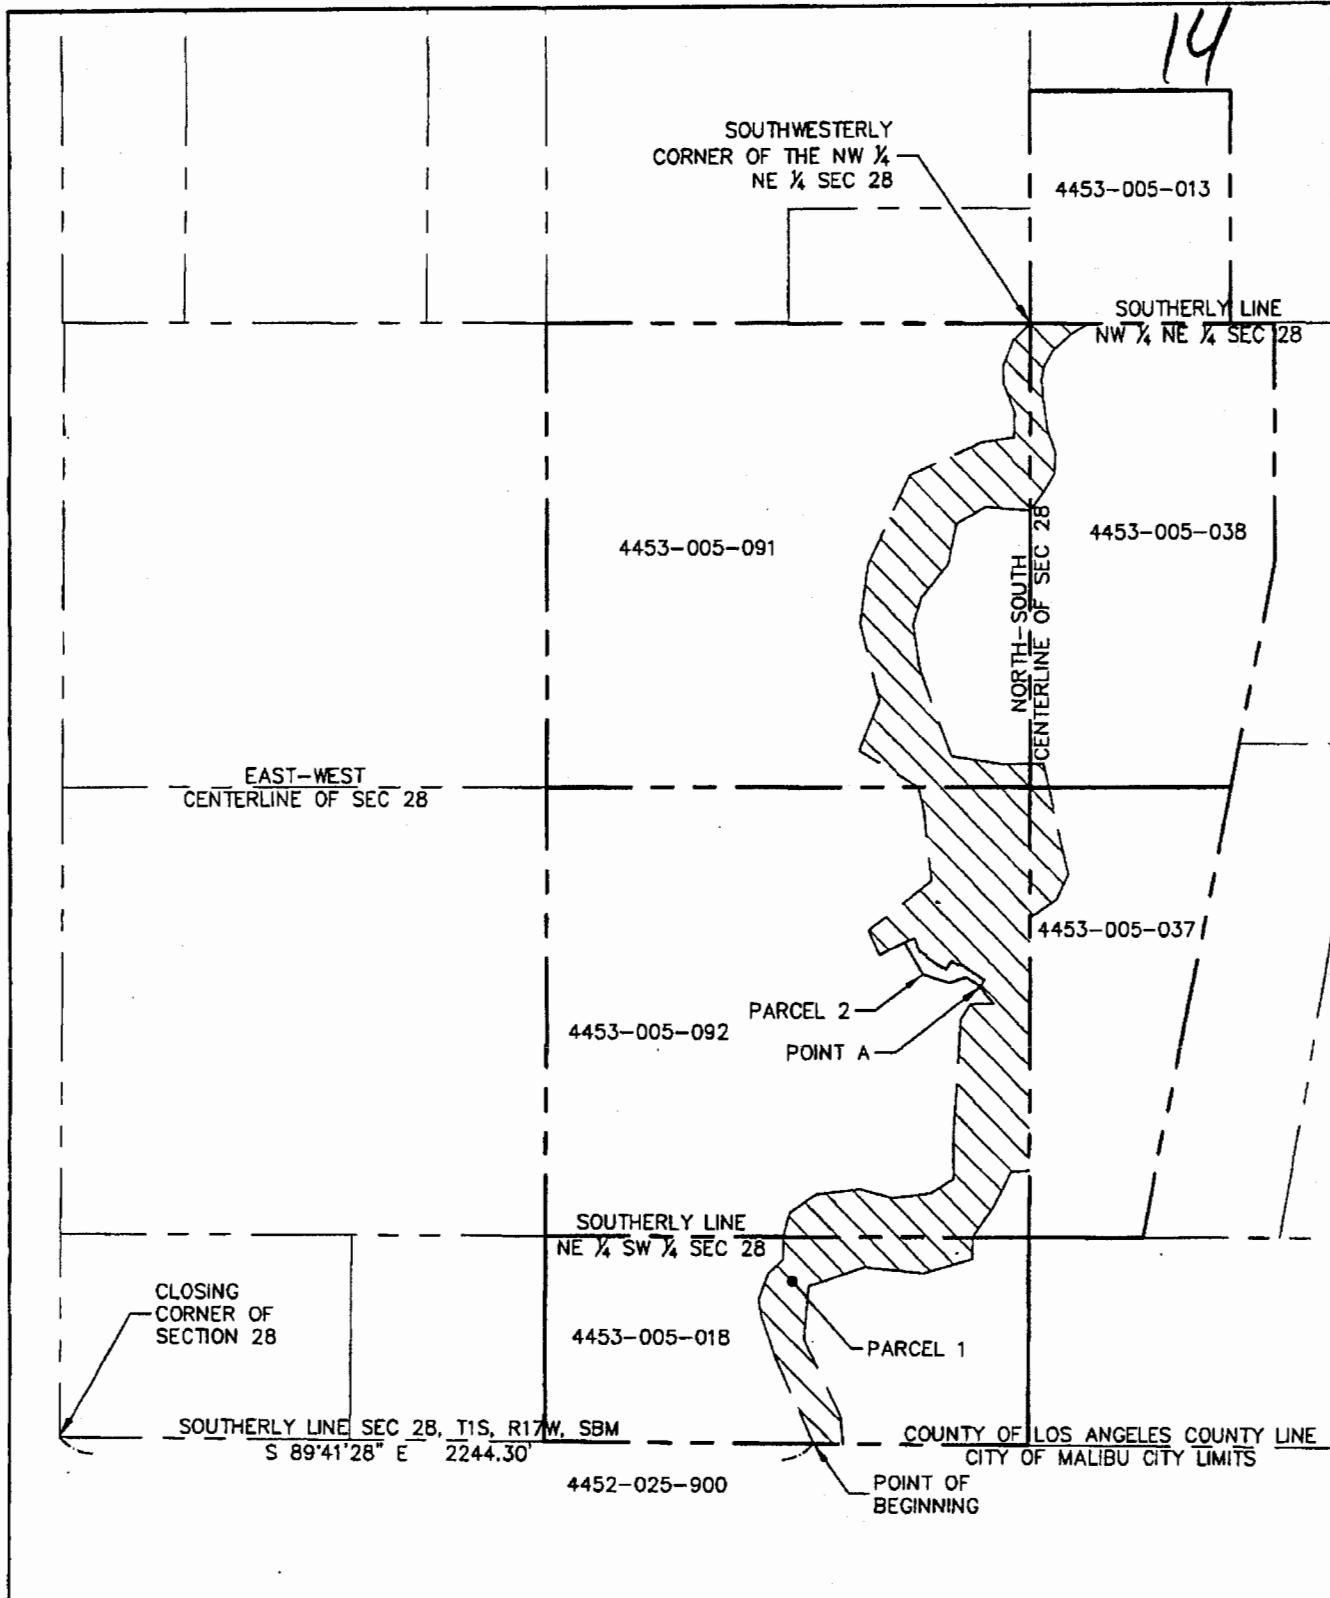 14
SOUTHWESTERLY
CORNER OF THE NW ¼
NE ¼ SEC 28
4453-005-013
SOUTHERLY LINE
NW ¼ NE ¼ SEC 28
4453-005-091
4453-005-038
NORTH-SOUTH
CENTERLINE OF SEC 28
EAST-WEST
CENTERLINE OF SEC 28
4453-005-037
PARCEL 2
4453-005-092
POINT A
SOUTHERLY LINE
NE ¼ SW ¼ SEC 28
CLOSING
CORNER OF
SECTION 28
4453-005-018
PARCEL 1
SOUTHERLY LINE SEC 28, T1S, R17W, SBM
S 89°41'28" E 2244.30'
COUNTY OF LOS ANGELES COUNTY LINE
CITY OF MALIBU CITY LIMITS
4452-025-900
POINT OF
BEGINNING